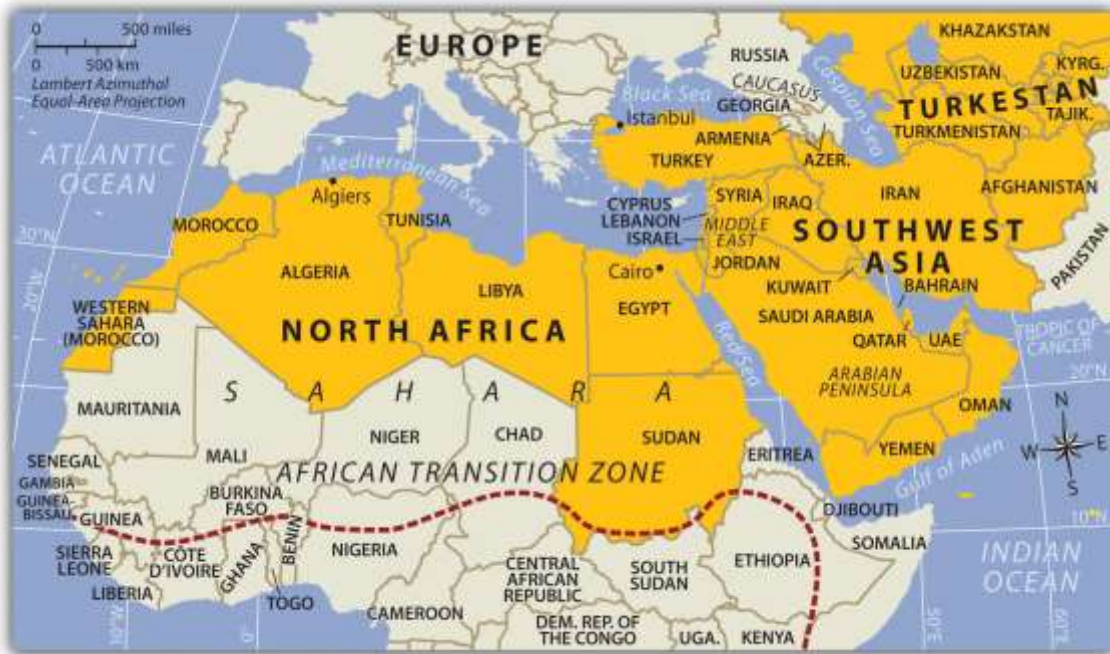 0 500 miles
0 500 km
Lambert Azimuthal
Equal-Area Projection
EUROPE
RUSSIA
KHAZAKSTAN
UZBEKISTAN
KYRG.
TURKESTAN
TAJIK.
TURKMENISTAN
CAUCASUS
Caspian Sea
Black Sea
GEORGIA
Istanbul
ARMENIA
AZER.
TURKEY
ATLANTIC
OCEAN
Mediterranean Sea
Algiers
MOROCCO
TUNISIA
CYPRUS
LEBANON
ISRAEL
SYRIA
IRAQ
MIDDLE
EAST
JORDAN
IRAN
AFGHANISTAN
PAKISTAN
SOUTHWEST
ASIA
30°N
20°W
ALGERIA
LIBYA
Cairo
EGYPT
KUWAIT
BAHRAIN
SAUDI ARABIA
QATAR
UAE
TROPIC OF
CANCER
WESTERN
SAHARA
(MOROCCO)
NORTH AFRICA
Red Sea
ARABIAN
PENINSULA
20°N
OMAN
YEMEN
Gulf of Aden
N
W E
S
MAURITANIA
SAHARA
MALI
NIGER
CHAD
SUDAN
ERITREA
AFRICAN TRANSITION ZONE
SENEGAL
GAMBIA
GUINEA-
BISSAU
GUINEA
BURKINA
FASO
SIERRA
LEONE
CÔTE
D'IVOIRE
GHANA
BENIN
NIGERIA
LIBERIA
TOGO
CAMEROON
CENTRAL
AFRICAN
REPUBLIC
SOUTH
SUDAN
ETHIOPIA
DJIBOUTI
SOMALIA
10°N
INDIAN
OCEAN
DEM. REP. OF
THE CONGO
UGA.
KENYA
10°W
0°
50°E
60°E